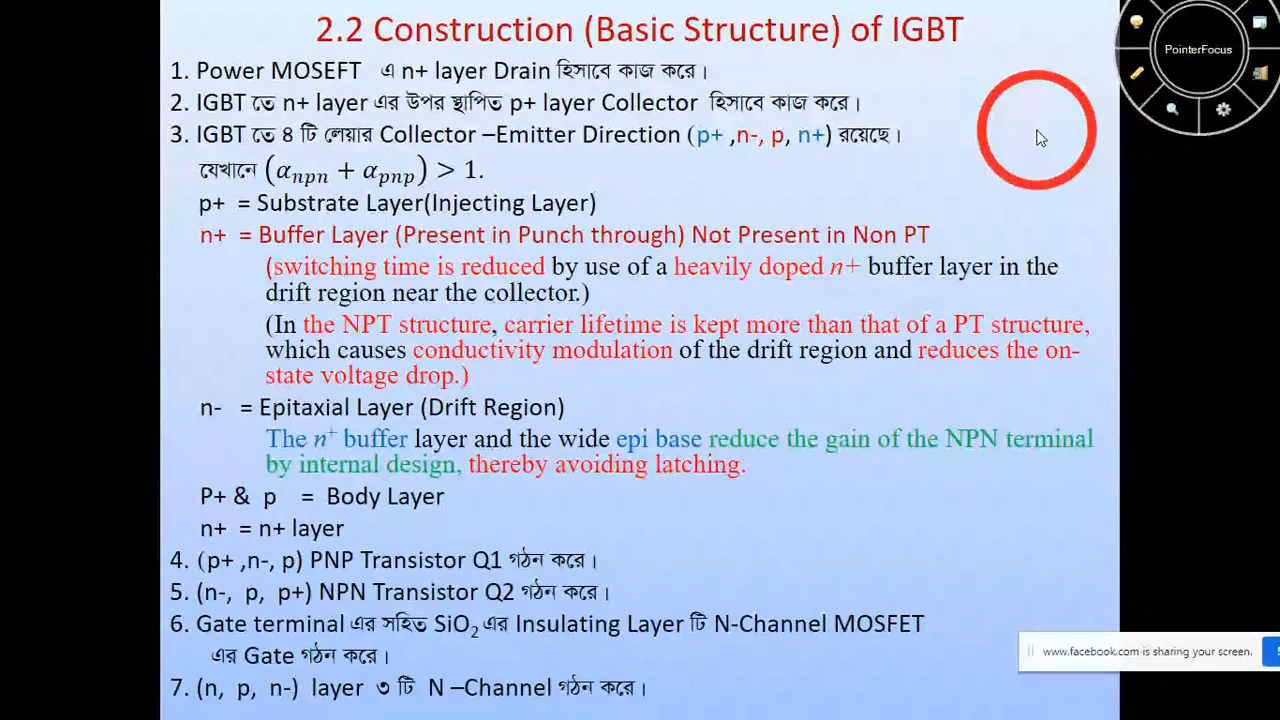 2.2 Construction (Basic Structure) of IGBT
PointerFocus
1. Power MOSEFT এ n+ layer Drain হিসাবে কাজ করে।
2. IGBT তে n+ layer এর উপর স্থাপিত p+ layer Collector হিসাবে কাজ করে।
3. IGBT তে ৪ টি লেয়ার Collector –Emitter Direction (p+ ,n-, p, n+) রয়েছে।
যেখানে (αnpn + αpnp) > 1.
p+ = Substrate Layer(Injecting Layer)
n+ = Buffer Layer (Present in Punch through) Not Present in Non PT
(switching time is reduced by use of a heavily doped n+ buffer layer in the
drift region near the collector.)
(In the NPT structure, carrier lifetime is kept more than that of a PT structure,
which causes conductivity modulation of the drift region and reduces the on-
state voltage drop.)
n- = Epitaxial Layer (Drift Region)
The n⁺ buffer layer and the wide epi base reduce the gain of the NPN terminal
by internal design, thereby avoiding latching.
P+ & p = Body Layer
n+ = n+ layer
4. (p+ ,n-, p) PNP Transistor Q1 গঠন করে।
5. (n-, p, p+) NPN Transistor Q2 গঠন করে।
6. Gate terminal এর সহিত SiO₂ এর Insulating Layer টি N-Channel MOSFET
এর Gate গঠন করে।
www.facebook.com is sharing your screen.
7. (n, p, n-) layer ৩ টি N –Channel গঠন করে।